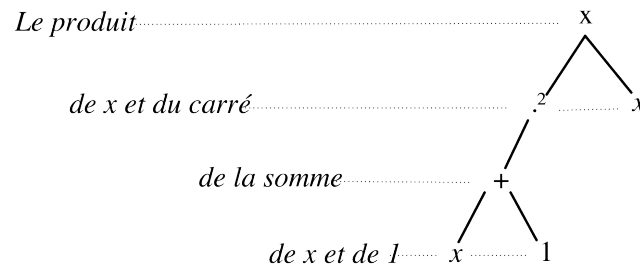 Le produit x
de x et du carré .² x
de la somme +
de x et de 1 x 1